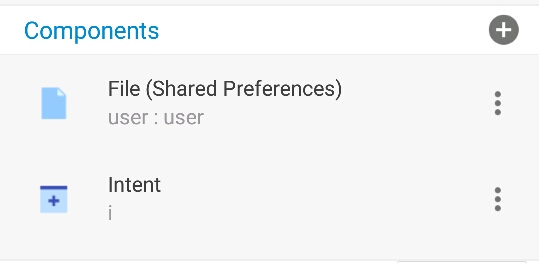 Components
File (Shared Preferences)
user : user
Intent
i